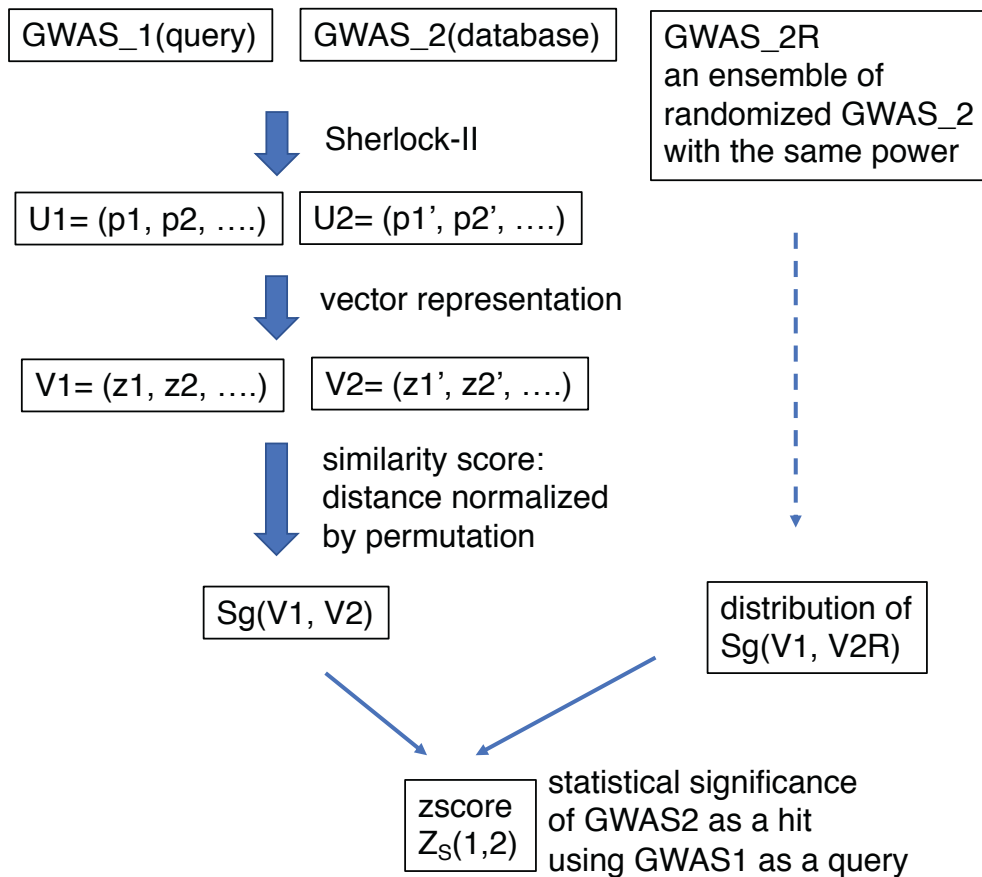 GWAS_1(query)
GWAS_2(database)
GWAS_2R
an ensemble of
randomized GWAS_2
with the same power
Sherlock-II
U1= (p1, p2, ....)
U2= (p1’, p2’, ....)
vector representation
V1= (z1, z2, ....)
V2= (z1’, z2’, ....)
similarity score:
distance normalized
by permutation
Sg(V1, V2)
distribution of
Sg(V1, V2R)
zscore
Zs(1,2)
statistical significance
of GWAS2 as a hit
using GWAS1 as a query